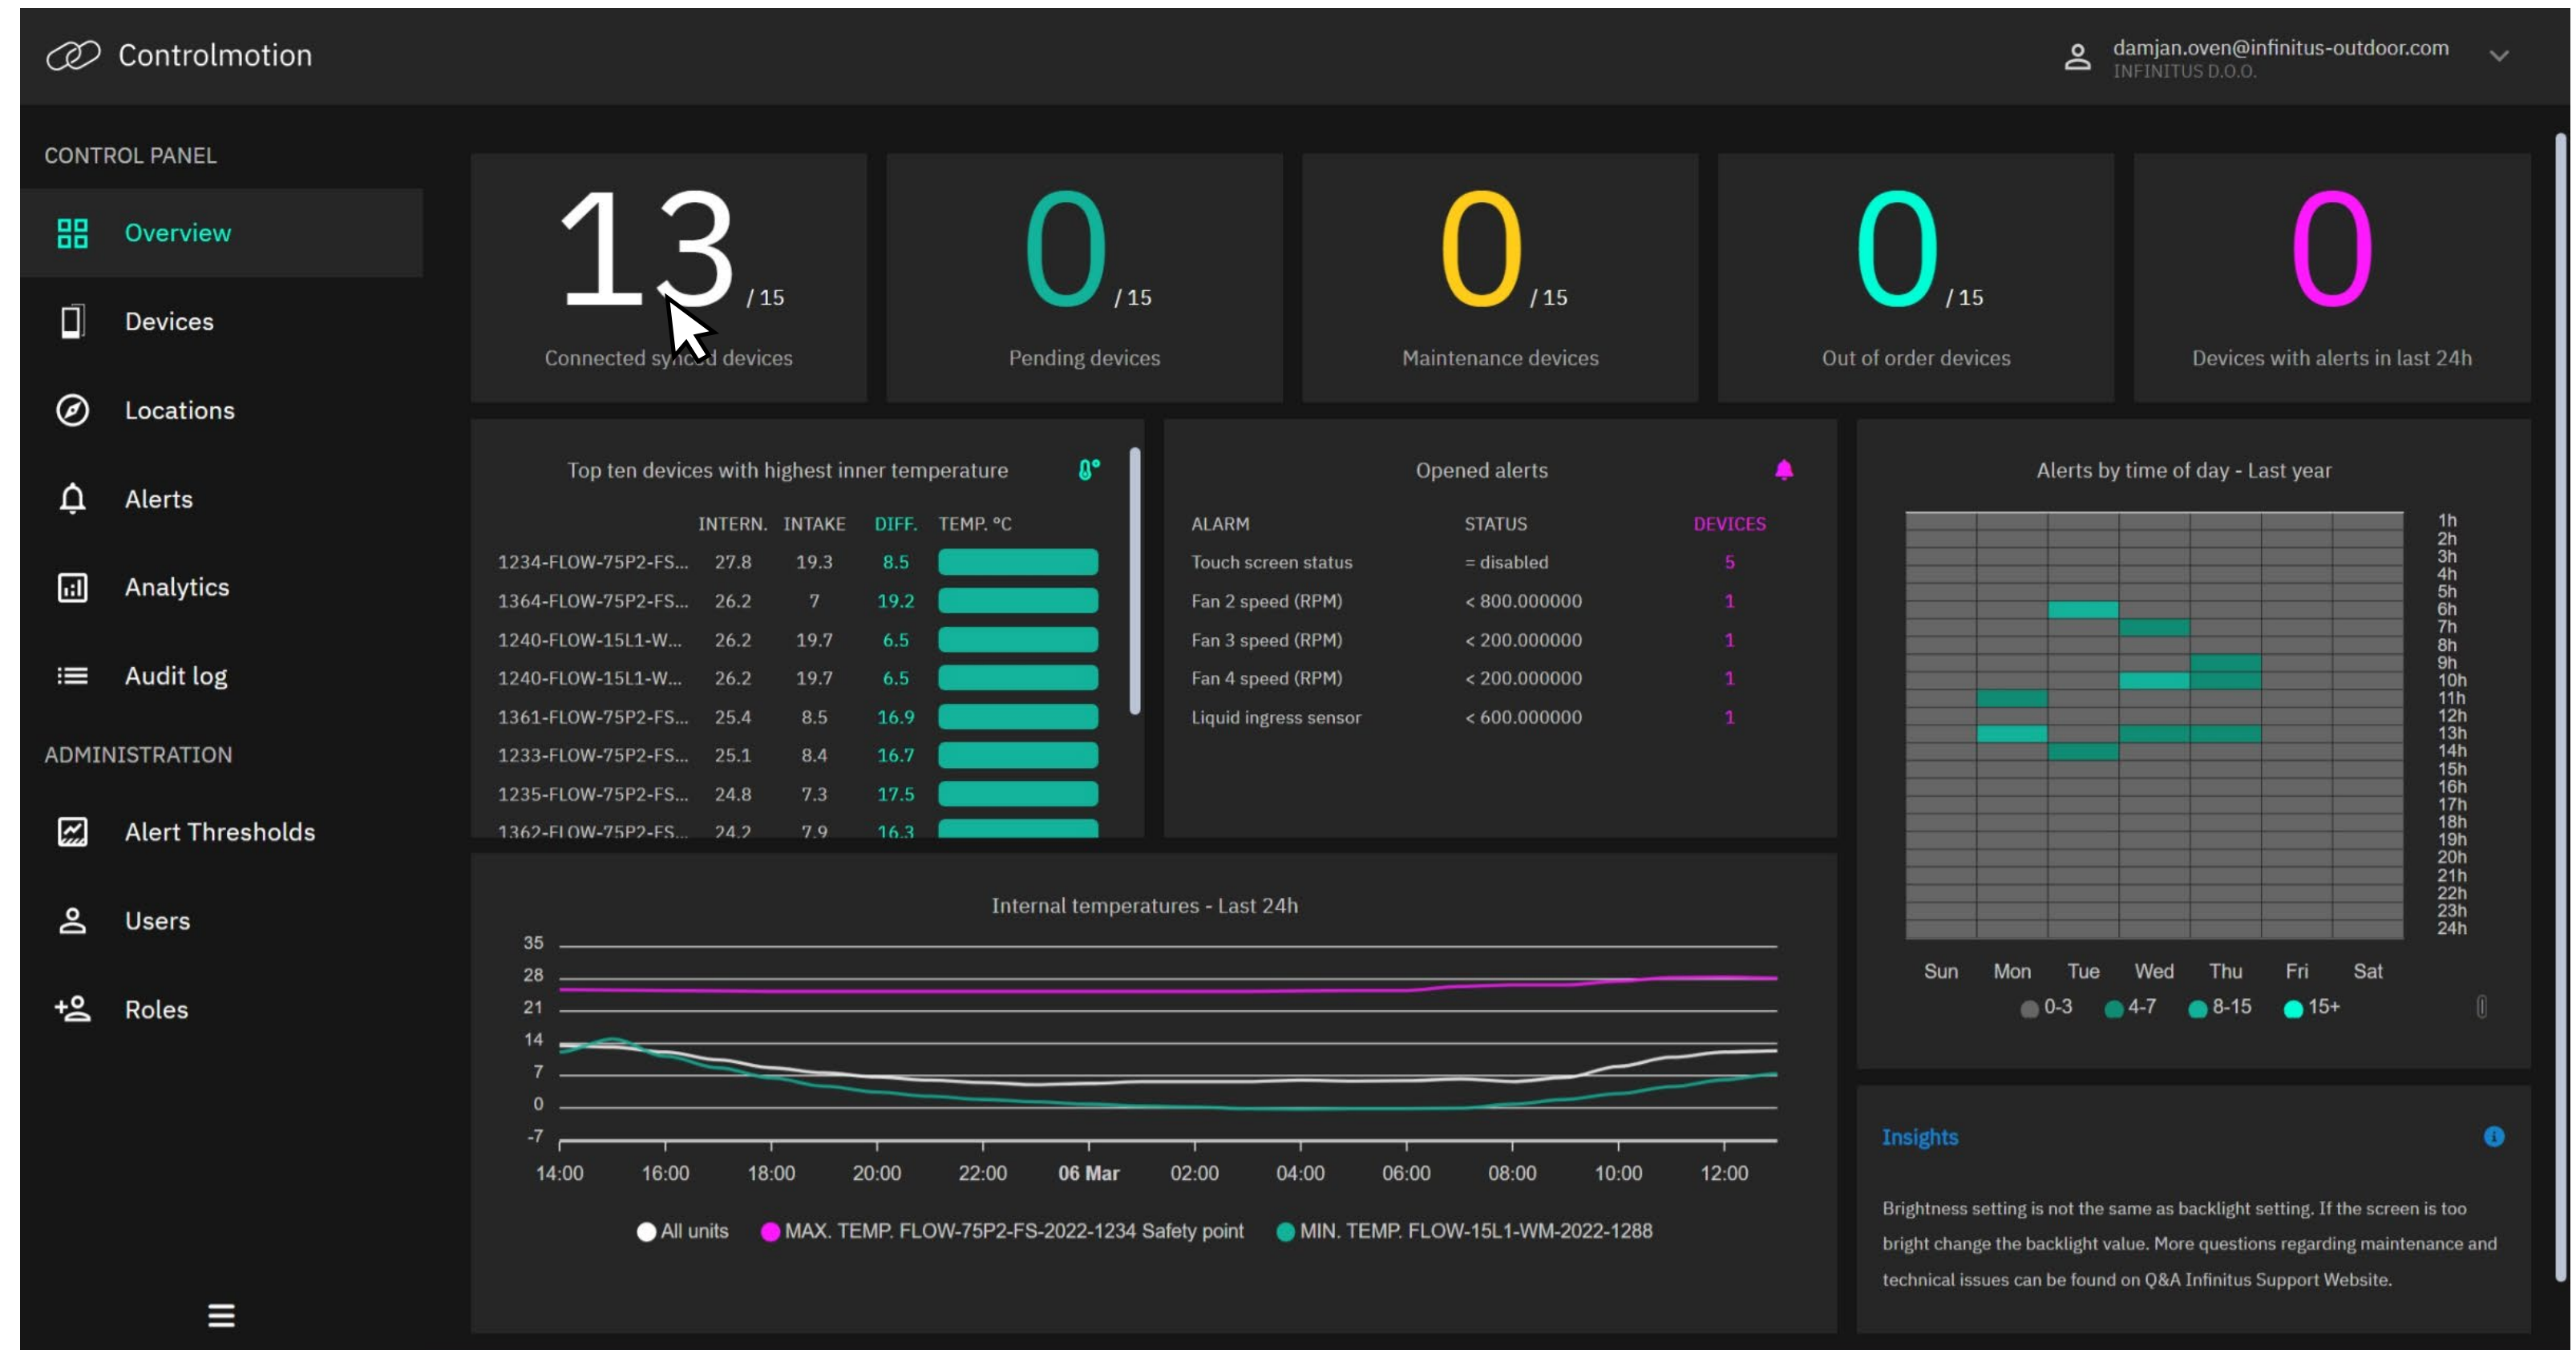 Controlmotion
damjan.oven@infinitus-outdoor.com
INFINITUS D.O.O.
CONTROL PANEL
Overview
Devices
Locations
Alerts
Analytics
Audit log
ADMINISTRATION
Alert Thresholds
Users
Roles
13 / 15
Connected synced devices
0 / 15
Pending devices
0 / 15
Maintenance devices
0 / 15
Out of order devices
0
Devices with alerts in last 24h
Top ten devices with highest inner temperature
INTERN. INTAKE DIFF. TEMP. °C
1234-FLOW-75P2-FS... 27.8 19.3 8.5
1364-FLOW-75P2-FS... 26.2 7 19.2
1240-FLOW-15L1-W... 26.2 19.7 6.5
1240-FLOW-15L1-W... 26.2 19.7 6.5
1361-FLOW-75P2-FS... 25.4 8.5 16.9
1233-FLOW-75P2-FS... 25.1 8.4 16.7
1235-FLOW-75P2-FS... 24.8 7.3 17.5
1362-FLOW-75P2-FS... 24.2 7.9 16.3
Opened alerts
ALARM STATUS DEVICES
Touch screen status = disabled 5
Fan 2 speed (RPM) < 800.000000 1
Fan 3 speed (RPM) < 200.000000 1
Fan 4 speed (RPM) < 200.000000 1
Liquid ingress sensor < 600.000000 1
Alerts by time of day - Last year
1h
2h
3h
4h
5h
6h
7h
8h
9h
10h
11h
12h
13h
14h
15h
16h
17h
18h
19h
20h
21h
22h
23h
24h
Sun Mon Tue Wed Thu Fri Sat
0-3 4-7 8-15 15+
Internal temperatures - Last 24h
35
28
21
14
7
0
-7
14:00 16:00 18:00 20:00 22:00 06 Mar 02:00 04:00 06:00 08:00 10:00 12:00
All units MAX. TEMP. FLOW-75P2-FS-2022-1234 Safety point MIN. TEMP. FLOW-15L1-WM-2022-1288
Insights
Brightness setting is not the same as backlight setting. If the screen is too
bright change the backlight value. More questions regarding maintenance and
technical issues can be found on Q&A Infinitus Support Website.